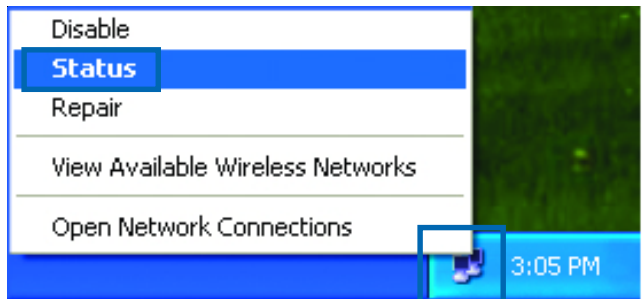 Disable
Status
Repair
View Available Wireless Networks
Open Network Connections
3:05 PM